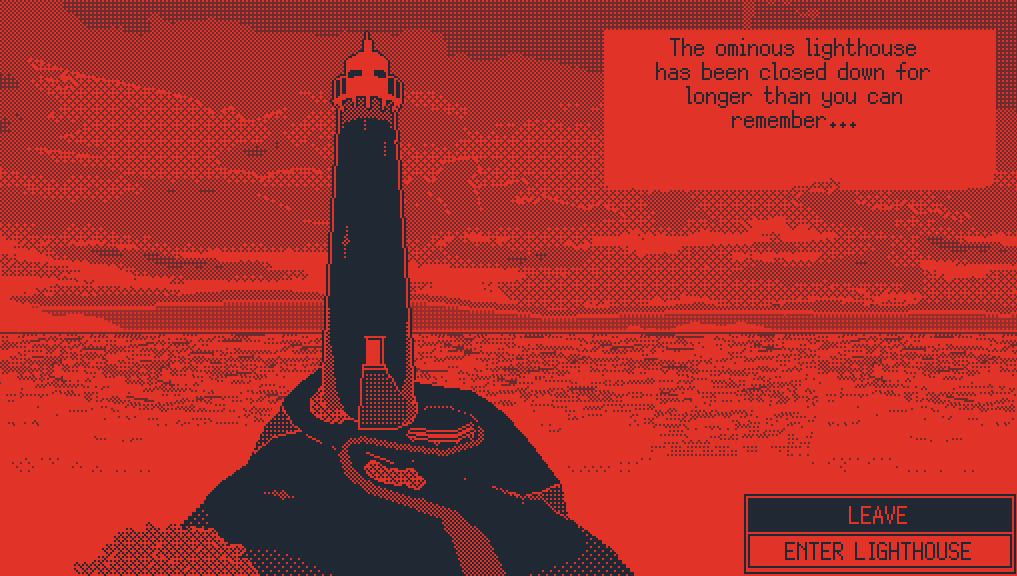 The ominous lighthouse
has been closed down for
longer than you can
remember...
LEAVE
ENTER LIGHTHOUSE